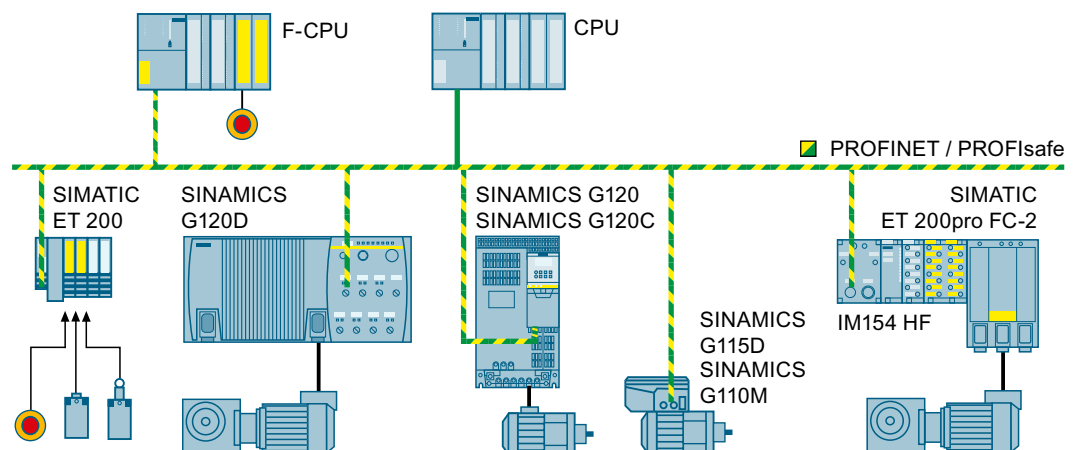 F-CPU
CPU
PROFINET / PROFIsafe
SIMATIC
ET 200
SINAMICS
G120D
SINAMICS G120
SINAMICS G120C
SIMATIC
ET 200pro FC-2
IM154 HF
SINAMICS
G115D
SINAMICS
G110M